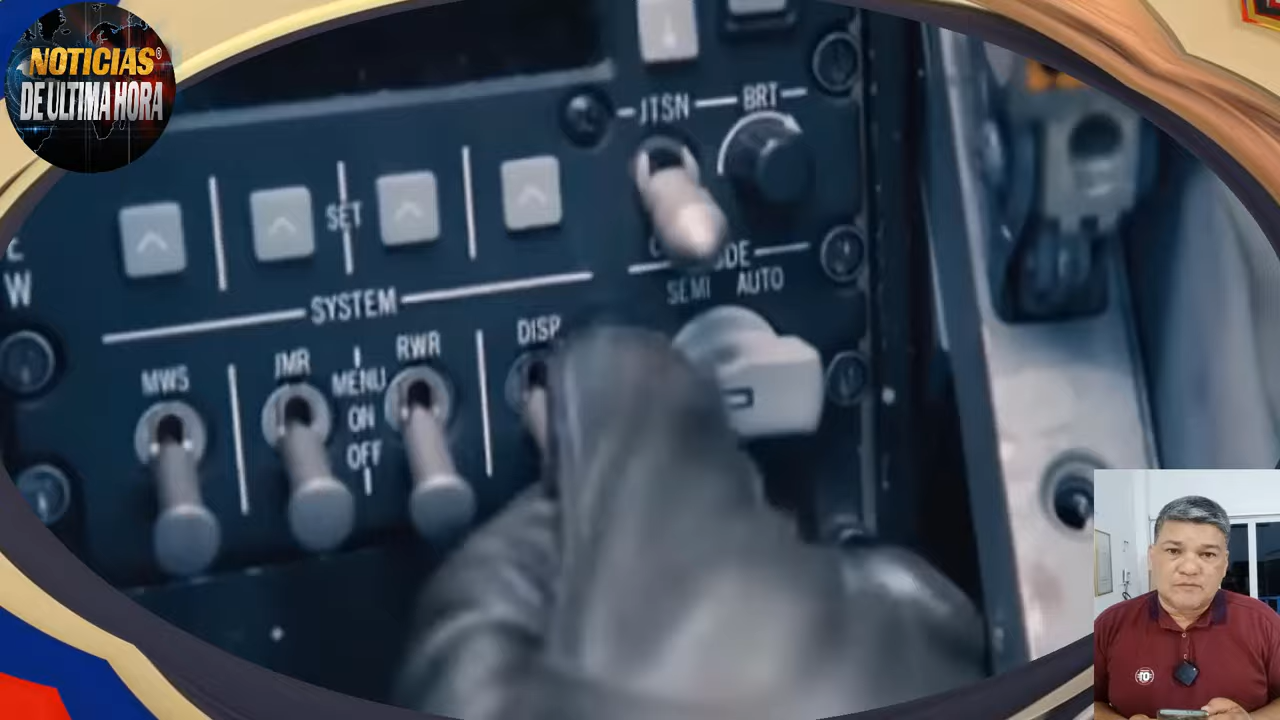 NOTICIAS®
DE ULTIMA HORA
JTSN BRT
SET
W
SYSTEM
SEMI AUTO
DISP
RWR
JMR
MWS
MENU
ON
OFF